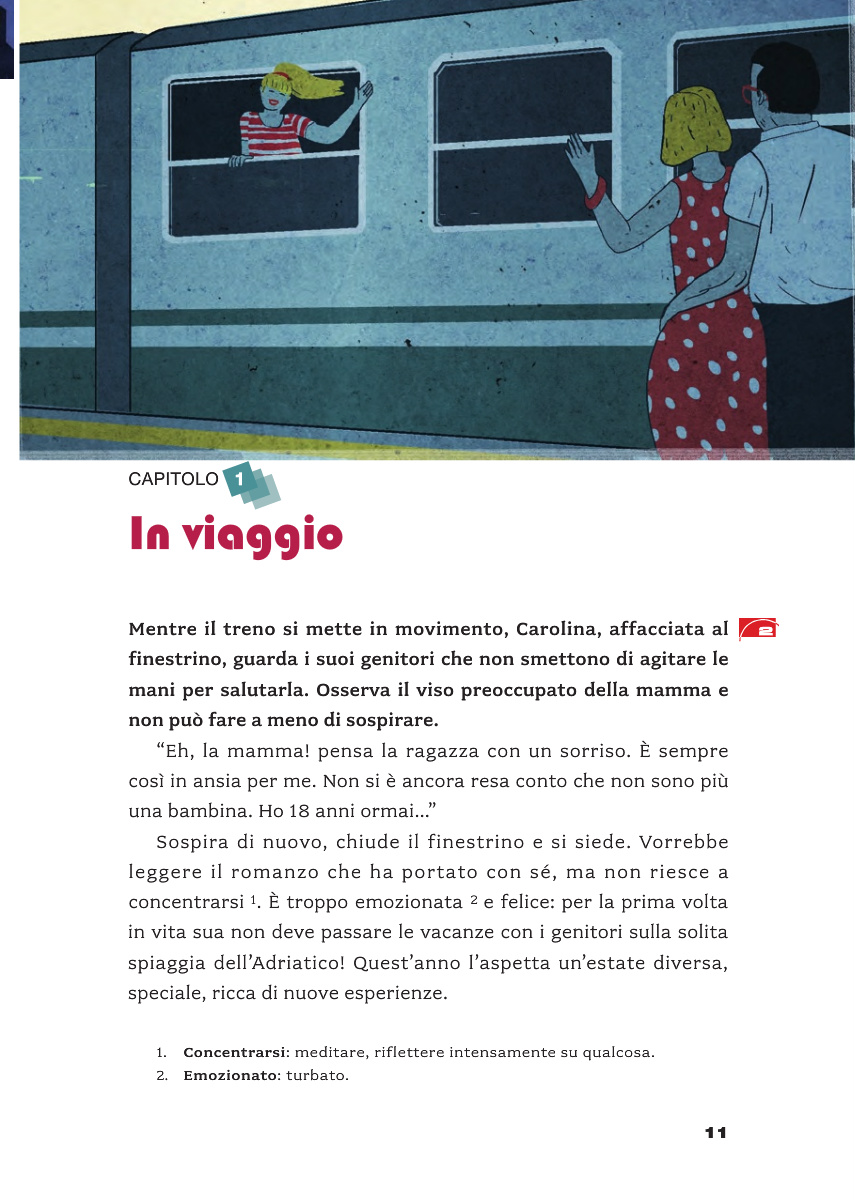 CAPITOLO 1
In viaggio
Mentre il treno si mette in movimento, Carolina, affacciata al
2
finestrino, guarda i suoi genitori che non smettono di agitare le
mani per salutarla. Osserva il viso preoccupato della mamma e
non può fare a meno di sospirare.
“Eh, la mamma! pensa la ragazza con un sorriso. È sempre
così in ansia per me. Non si è ancora resa conto che non sono più
una bambina. Ho 18 anni ormai...”
Sospira di nuovo, chiude il finestrino e si siede. Vorrebbe
leggere il romanzo che ha portato con sé, ma non riesce a
concentrarsi ¹. È troppo emozionata ² e felice: per la prima volta
in vita sua non deve passare le vacanze con i genitori sulla solita
spiaggia dell’Adriatico! Quest’anno l’aspetta un’estate diversa,
speciale, ricca di nuove esperienze.
1. Concentrarsi: meditare, riflettere intensamente su qualcosa.
2. Emozionato: turbato.
11